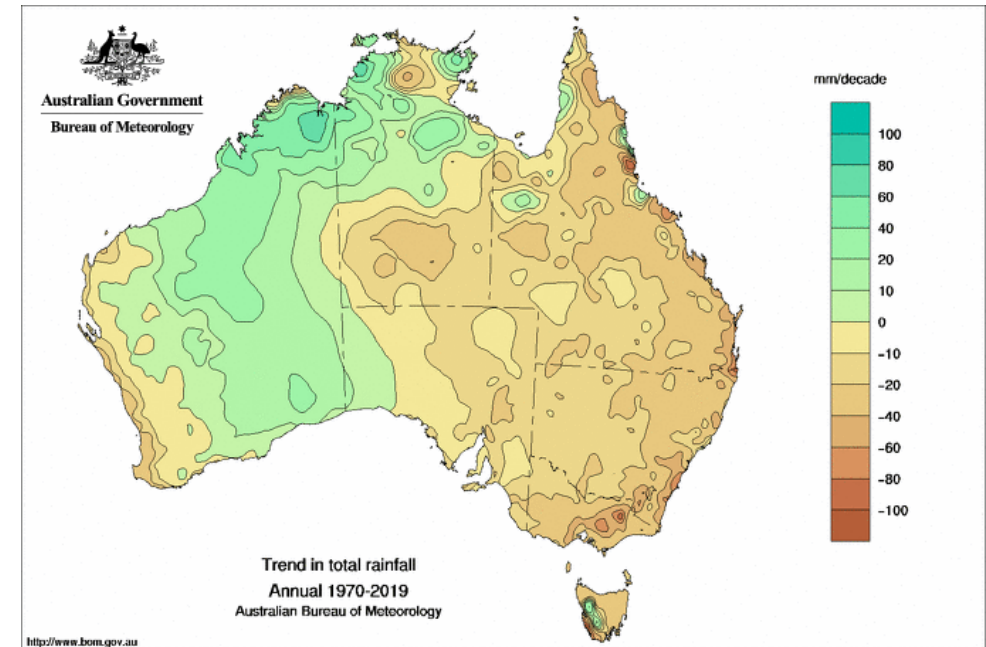 Australian Government
Bureau of Meteorology
mm/decade
100
80
60
40
20
10
0
-10
-20
-40
-60
-80
-100
Trend in total rainfall
Annual 1970-2019
Australian Bureau of Meteorology
http://www.bom.gov.au